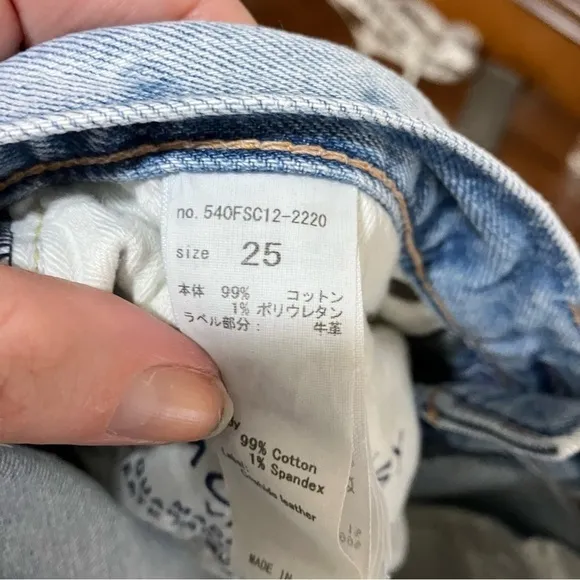 no. 540FSC12-2220
size 25
本体 99% コットン
1% ポリウレタン
ラベル部分: 牛革
99% Cotton
1% Spandex
leather
MADE IN